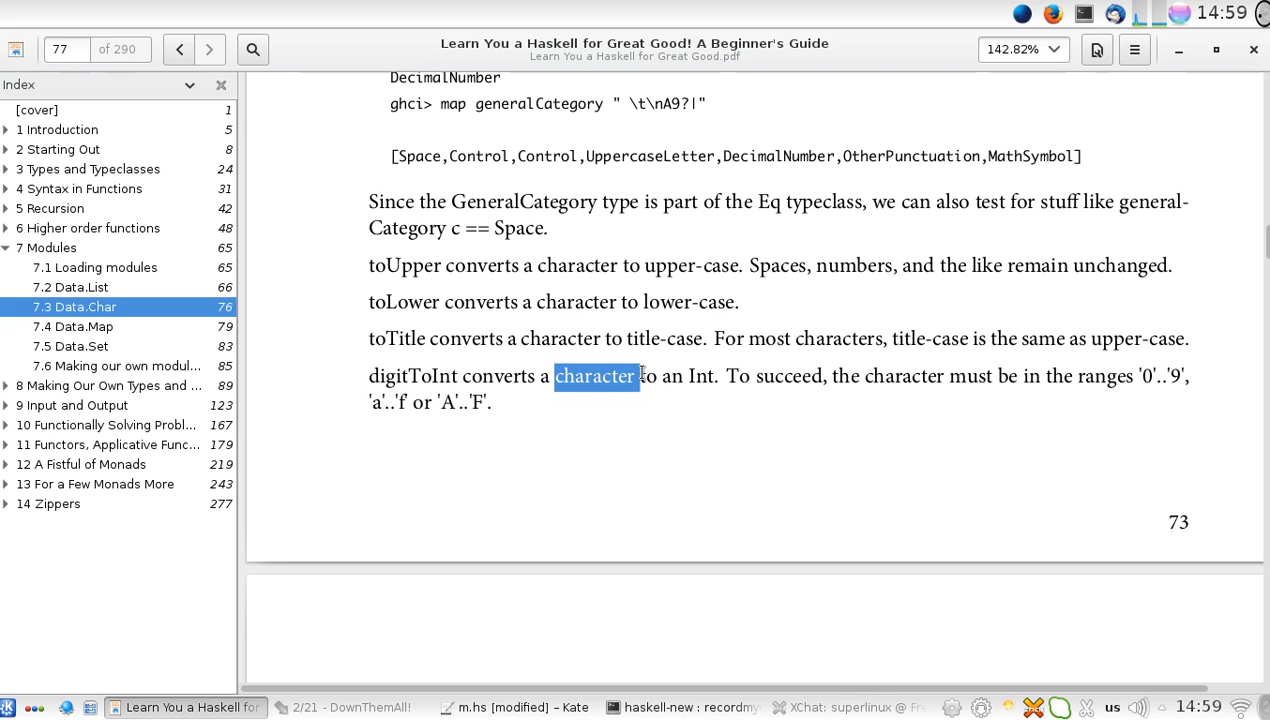 14:59
77
of 290
Learn You a Haskell for Great Good! A Beginner's Guide
Learn You a Haskell for Great Good.pdf
142.82%
Index
[cover] 1
1 Introduction 5
2 Starting Out 8
3 Types and Typeclasses 24
4 Syntax in Functions 31
5 Recursion 42
6 Higher order functions 48
7 Modules 65
7.1 Loading modules 65
7.2 Data.List 66
7.3 Data.Char 76
7.4 Data.Map 79
7.5 Data.Set 83
7.6 Making our own modul... 85
8 Making Our Own Types and ... 89
9 Input and Output 123
10 Functionally Solving Probl... 167
11 Functors, Applicative Func... 179
12 A Fistful of Monads 219
13 For a Few Monads More 243
14 Zippers 277
DecimalNumber
ghci> map generalCategory " \t\nA9?|"
[Space,Control,Control,UppercaseLetter,DecimalNumber,OtherPunctuation,MathSymbol]
Since the GeneralCategory type is part of the Eq typeclass, we can also test for stuff like general-
Category c == Space.
toUpper converts a character to upper-case. Spaces, numbers, and the like remain unchanged.
toLower converts a character to lower-case.
toTitle converts a character to title-case. For most characters, title-case is the same as upper-case.
digitToInt converts a character to an Int. To succeed, the character must be in the ranges '0'..'9',
'a'..'f' or 'A'..'F'.
73
Learn You a Haskell for
2/21 - DownThemAll!
m.hs [modified] – Kate
haskell-new : recordmy
XChat: superlinux @ Fr
us
14:59